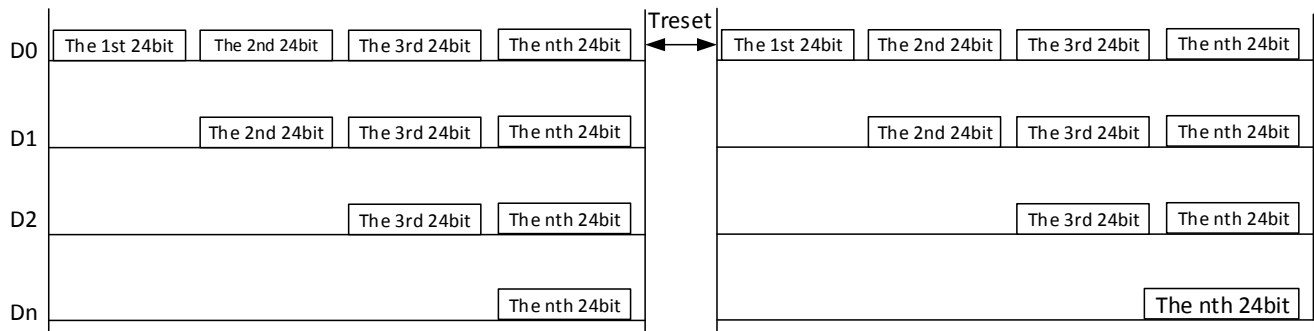 Treset
D0 The 1st 24bit The 2nd 24bit The 3rd 24bit The nth 24bit The 1st 24bit The 2nd 24bit The 3rd 24bit The nth 24bit
D1 The 2nd 24bit The 3rd 24bit The nth 24bit The 2nd 24bit The 3rd 24bit The nth 24bit
D2 The 3rd 24bit The nth 24bit The 3rd 24bit The nth 24bit
Dn The nth 24bit The nth 24bit